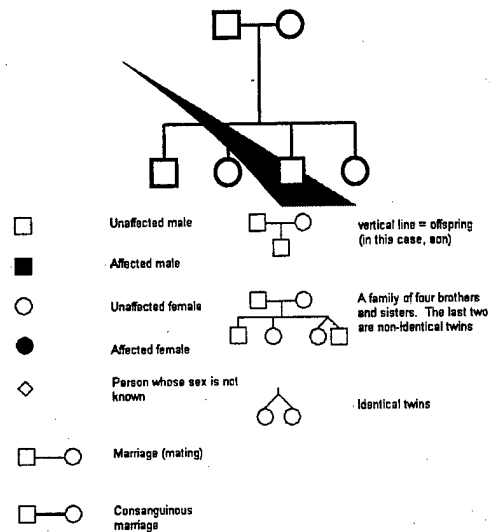 Unaffected male
Affected male
Unaffected female
Affected female
Person whose sex is not
known
Marriage (mating)
Consanguinous
marriage
vertical line = offspring
(in this case, son)
A family of four brothers
and sisters. The last two
are non-identical twins
Identical twins